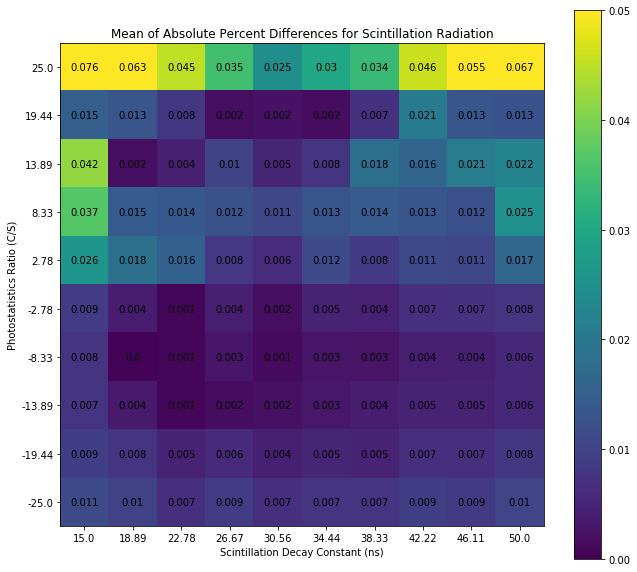 Mean of Absolute Percent Differences for Scintillation Radiation
25.0 0.076 0.063 0.045 0.035 0.025 0.03 0.034 0.046 0.055 0.067
19.44 0.015 0.013 0.008 0.002 0.002 0.002 0.007 0.021 0.013 0.013
13.89 0.042 0.002 0.004 0.01 0.005 0.008 0.018 0.016 0.021 0.022
8.33 0.037 0.015 0.014 0.012 0.011 0.013 0.014 0.013 0.012 0.025
2.78 0.026 0.018 0.016 0.008 0.006 0.012 0.008 0.011 0.011 0.017
-2.78 0.009 0.004 0.001 0.004 0.002 0.005 0.004 0.007 0.007 0.008
-8.33 0.008 0.0 0.001 0.003 0.001 0.003 0.003 0.004 0.004 0.006
-13.89 0.007 0.004 0.001 0.002 0.002 0.003 0.004 0.005 0.005 0.006
-19.44 0.009 0.008 0.005 0.006 0.004 0.005 0.005 0.007 0.007 0.008
-25.0 0.011 0.01 0.007 0.009 0.007 0.007 0.007 0.009 0.009 0.01
15.0 18.89 22.78 26.67 30.56 34.44 38.33 42.22 46.11 50.0
Scintillation Decay Constant (ns)
Photostatistics Ratio (C/S)
0.05
0.04
0.03
0.02
0.01
0.00